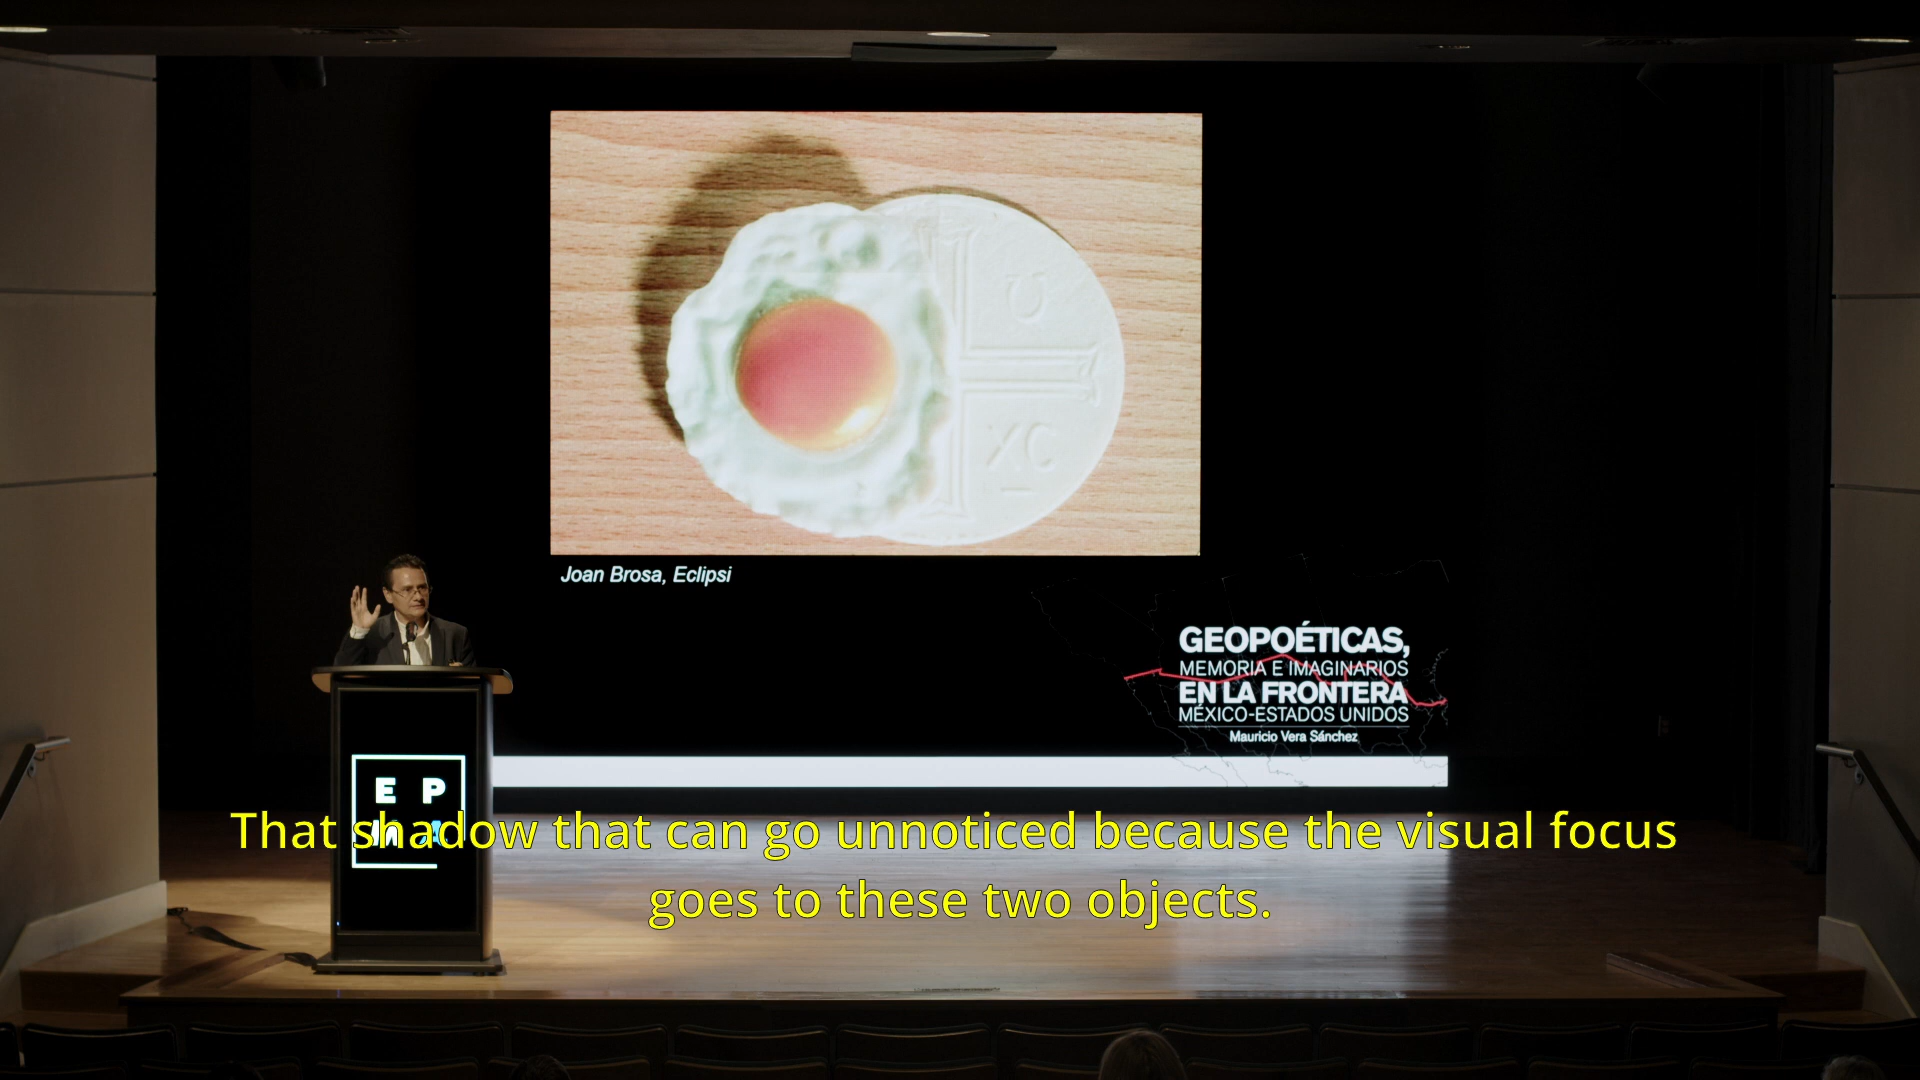 Joan Brosa, Eclipsi
GEOPOÉTICAS,
MEMORIA E IMAGINARIOS
EN LA FRONTERA
MÉXICO-ESTADOS UNIDOS
Mauricio Vera Sánchez
E P
M A
That shadow that can go unnoticed because the visual focus
goes to these two objects.